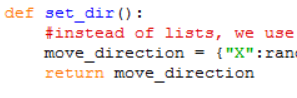 def set_dir():
#instead of lists, we use
move_direction = {"X":ran
return move_direction